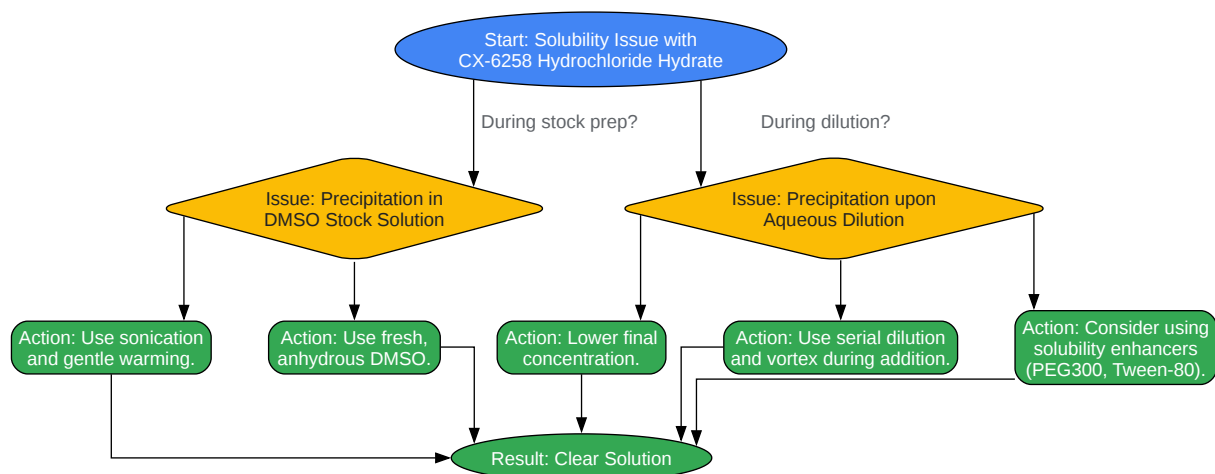 Start: Solubility Issue with
CX-6258 Hydrochloride Hydrate
During stock prep?
During dilution?
Issue: Precipitation in
DMSO Stock Solution
Issue: Precipitation upon
Aqueous Dilution
Action: Use sonication
and gentle warming.
Action: Use fresh,
anhydrous DMSO.
Action: Lower final
concentration.
Action: Use serial dilution
and vortex during addition.
Action: Consider using
solubility enhancers
(PEG300, Tween-80).
Result: Clear Solution